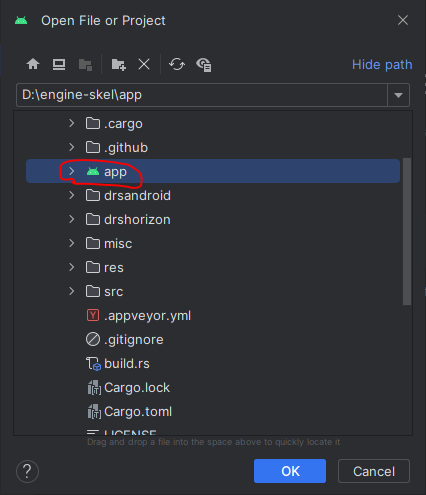 Open File or Project
Hide path
D:\engine-skel\app
.cargo
.github
app
drsandroid
drshorizon
misc
res
src
.appveyor.yml
.gitignore
build.rs
Cargo.lock
Cargo.toml
LICENSE
Drag and drop a file into the space above to quickly locate it
? OK Cancel